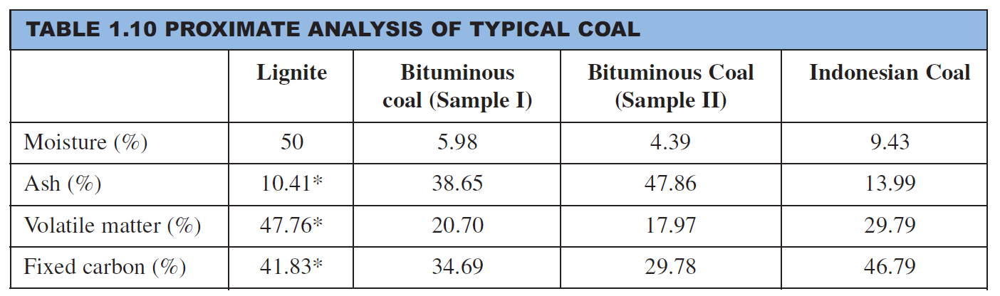 TABLE 1.10 PROXIMATE ANALYSIS OF TYPICAL COAL
Lignite Bituminous coal (Sample I) Bituminous Coal (Sample II) Indonesian Coal
Moisture (%) 50 5.98 4.39 9.43
Ash (%) 10.41* 38.65 47.86 13.99
Volatile matter (%) 47.76* 20.70 17.97 29.79
Fixed carbon (%) 41.83* 34.69 29.78 46.79